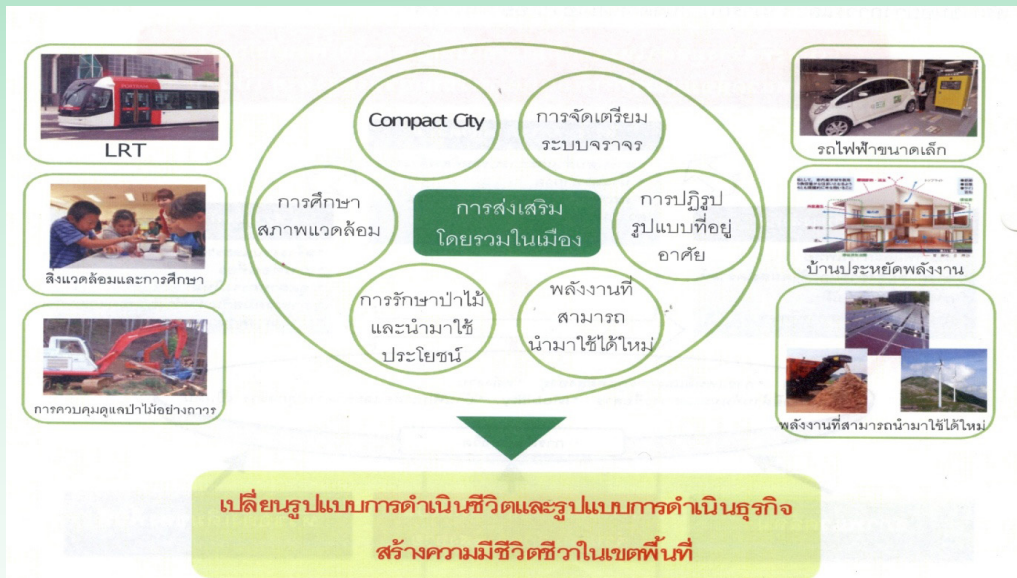 LRT
สิ่งแวดล้อมและการศึกษา
การควบคุมดูแลป่าไม้อย่างถาวร
Compact City
การจัดเตรียม
ระบบจราจร
การศึกษา
สภาพแวดล้อม
การส่งเสริม
โดยรวมในเมือง
การปฏิรูป
รูปแบบที่อยู่
อาศัย
การรักษาป่าไม้
และนำมาใช้
ประโยชน์
พลังงานที่
สามารถ
นำมาใช้ได้ใหม่
รถไฟฟ้าขนาดเล็ก
บ้านประหยัดพลังงาน
พลังงานที่สามารถนำมาใช้ได้ใหม่
เปลี่ยนรูปแบบการดำเนินชีวิตและรูปแบบการดำเนินธุรกิจ
สร้างความมีชีวิตชีวาในเขตพื้นที่